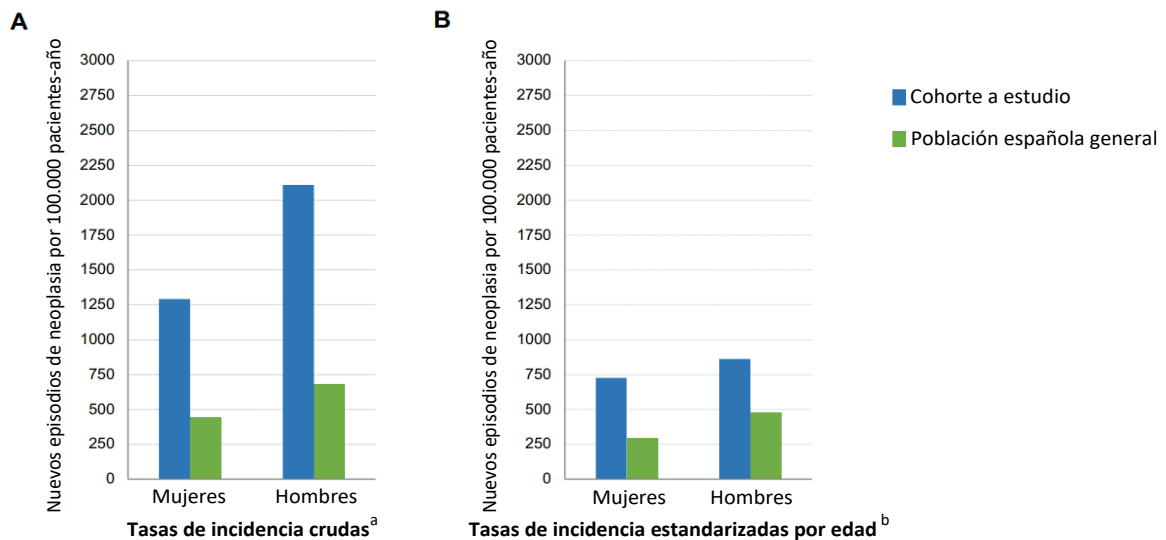 A
Nuevos episodios de neoplasia por 100.000 pacientes-año
3000
2750
2500
2250
2000
1750
1500
1250
1000
750
500
250
0
Mujeres
Hombres
Tasas de incidencia crudasᵃ
B
Nuevos episodios de neoplasia por 100.000 pacientes-año
3000
2750
2500
2250
2000
1750
1500
1250
1000
750
500
250
0
Mujeres
Hombres
Tasas de incidencia estandarizadas por edad ᵇ
Cohorte a estudio
Población española general